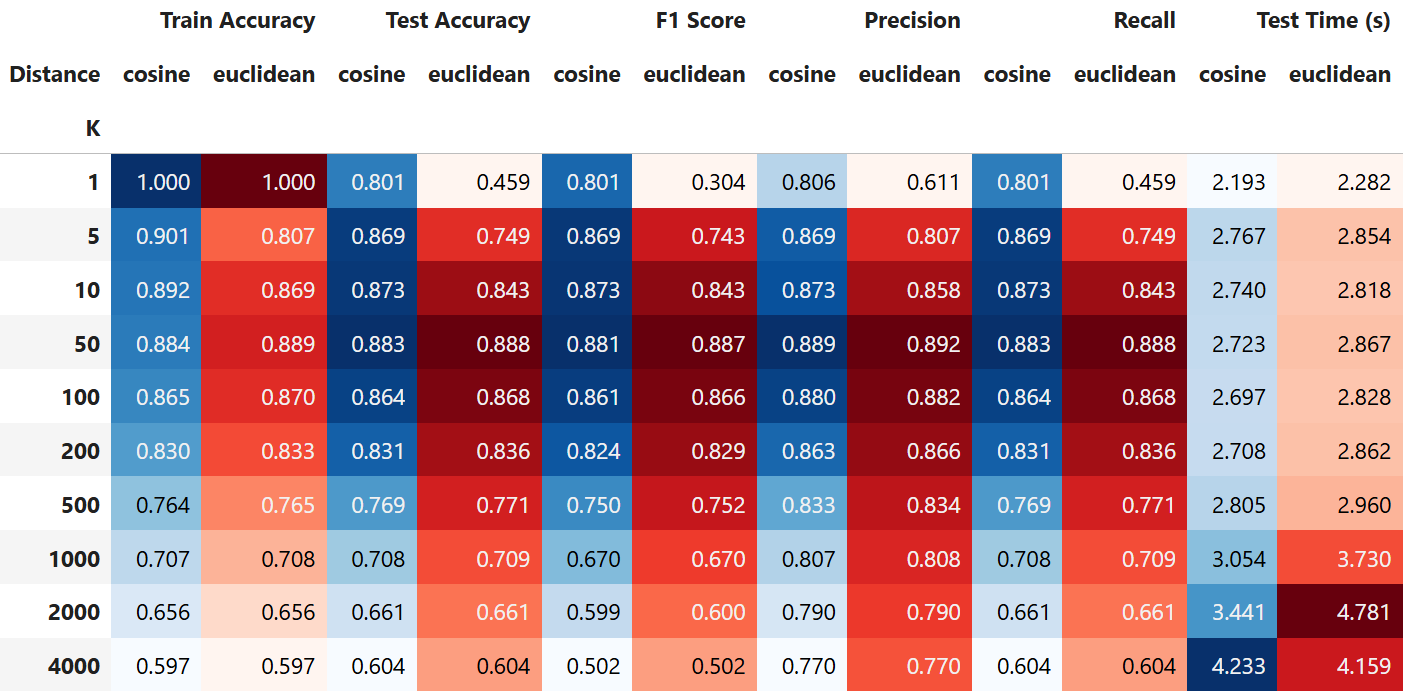 Train Accuracy Test Accuracy F1 Score Precision Recall Test Time (s)
Distance cosine euclidean cosine euclidean cosine euclidean cosine euclidean cosine euclidean cosine euclidean
K
1 1.000 1.000 0.801 0.459 0.801 0.304 0.806 0.611 0.801 0.459 2.193 2.282
5 0.901 0.807 0.869 0.749 0.869 0.743 0.869 0.807 0.869 0.749 2.767 2.854
10 0.892 0.869 0.873 0.843 0.873 0.843 0.873 0.858 0.873 0.843 2.740 2.818
50 0.884 0.889 0.883 0.888 0.881 0.887 0.889 0.892 0.883 0.888 2.723 2.867
100 0.865 0.870 0.864 0.868 0.861 0.866 0.880 0.882 0.864 0.868 2.697 2.828
200 0.830 0.833 0.831 0.836 0.824 0.829 0.863 0.866 0.831 0.836 2.708 2.862
500 0.764 0.765 0.769 0.771 0.750 0.752 0.833 0.834 0.769 0.771 2.805 2.960
1000 0.707 0.708 0.708 0.709 0.670 0.670 0.807 0.808 0.708 0.709 3.054 3.730
2000 0.656 0.656 0.661 0.661 0.599 0.600 0.790 0.790 0.661 0.661 3.441 4.781
4000 0.597 0.597 0.604 0.604 0.502 0.502 0.770 0.770 0.604 0.604 4.233 4.159